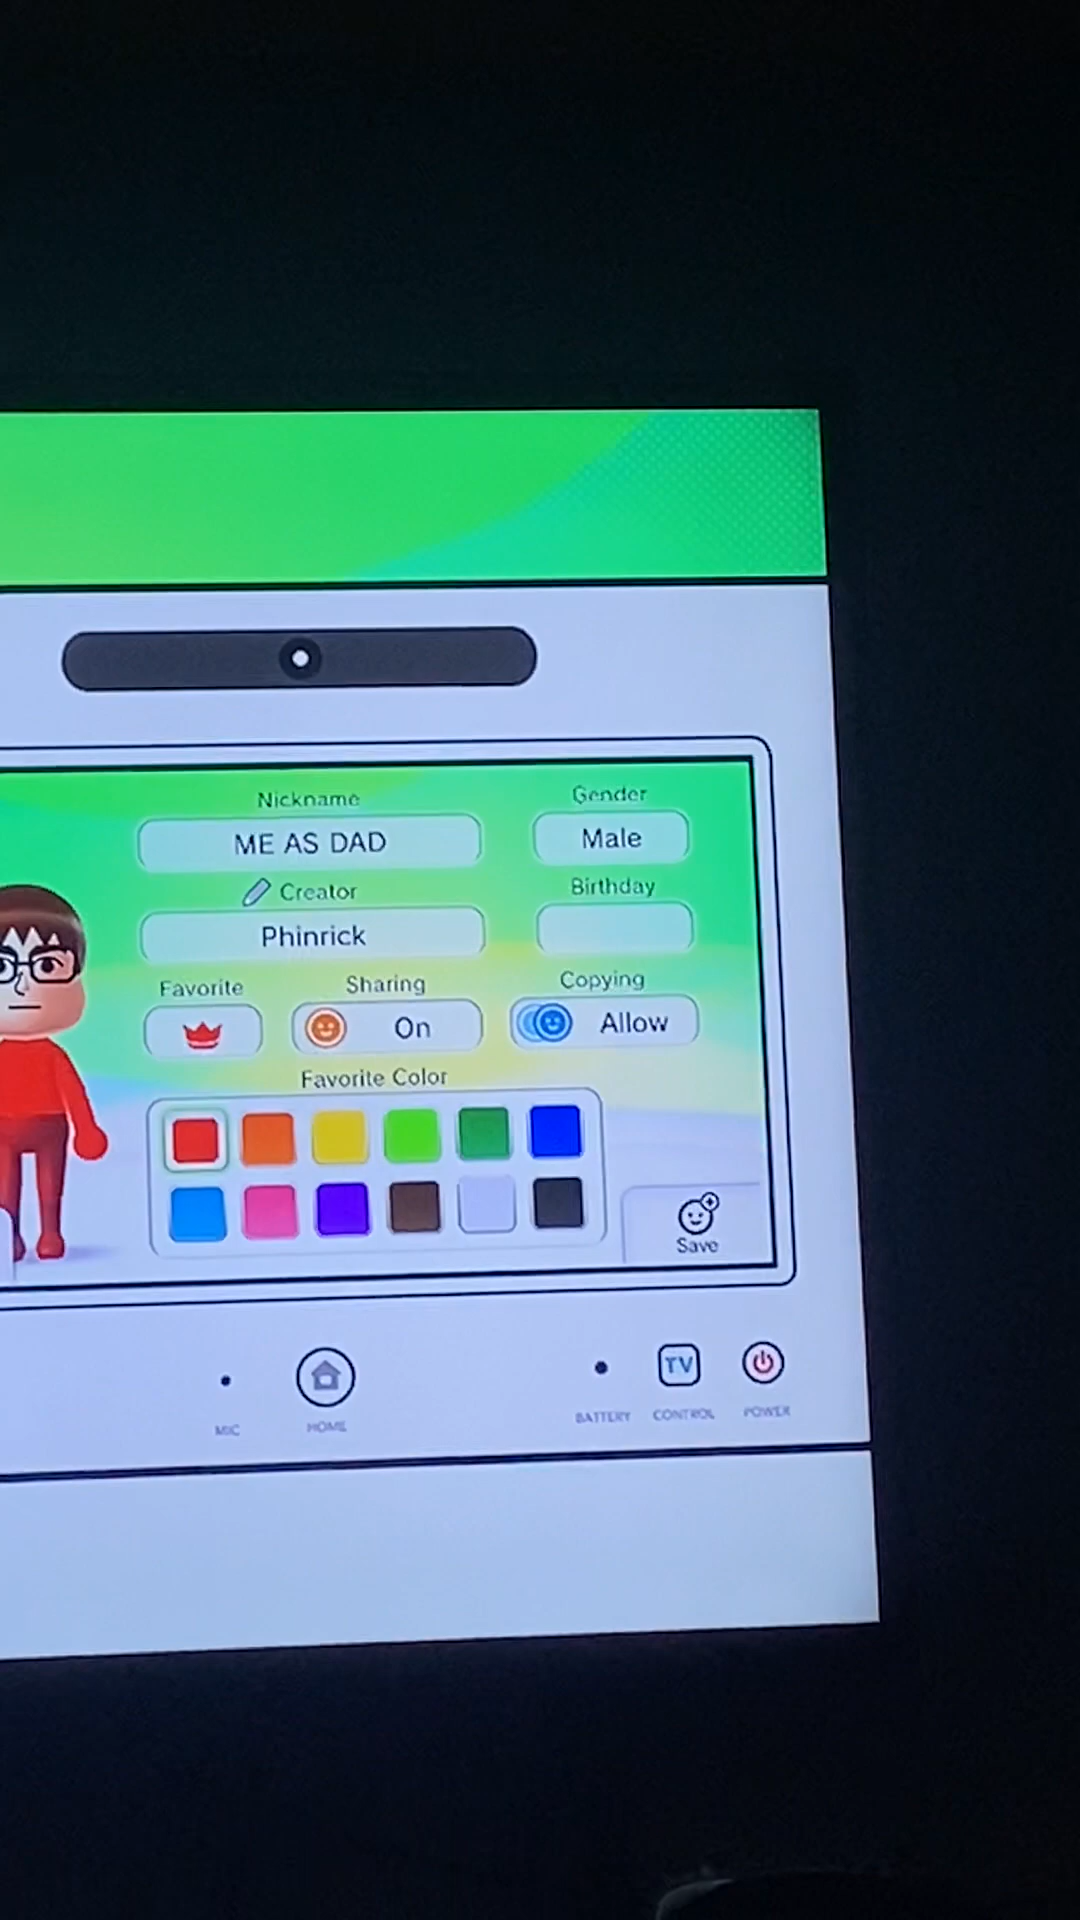 Nickname
ME AS DAD
Gender
Male
Creator
Phinrick
Birthday
Favorite
Sharing
On
Copying
Allow
Favorite Color
Save
MIC
HOME
BATTERY
TV
CONTROL
POWER